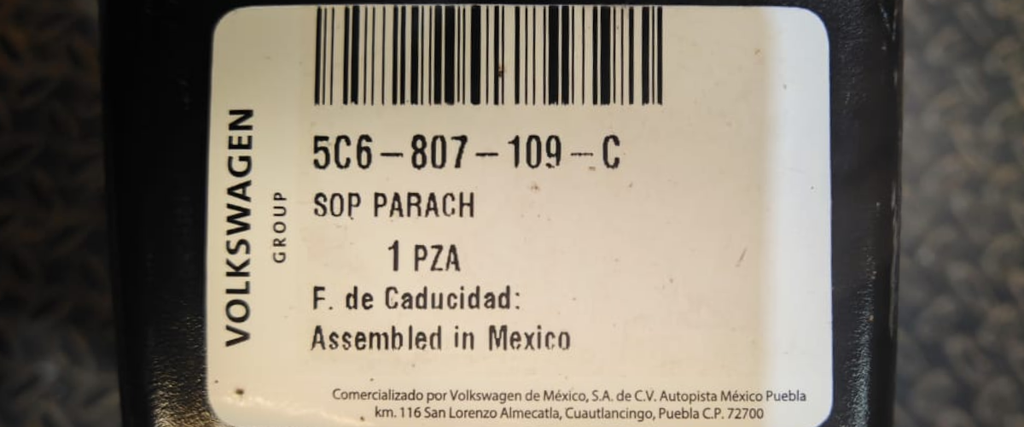 VOLKSWAGEN
GROUP
5C6-807-109-C
SOP PARACH
1 PZA
F. de Caducidad:
Assembled in Mexico
Comercializado por Volkswagen de México, S.A. de C.V. Autopista México Puebla
km. 116 San Lorenzo Almecatla, Cuautlancingo, Puebla C.P. 72700